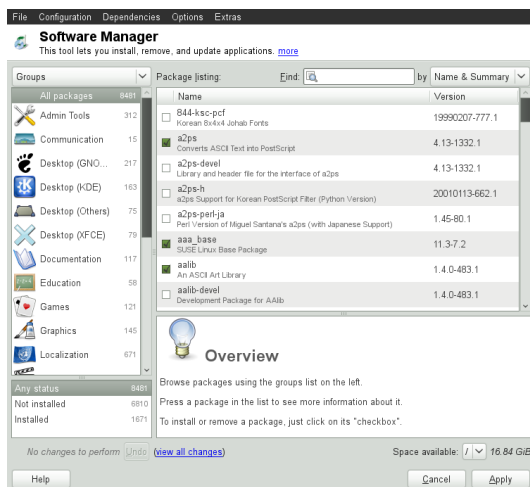 File Configuration Dependencies Options Extras
Software Manager
This tool lets you install, remove, and update applications. more
Groups
Package listing: Find: by Name & Summary
All packages 8481
Admin Tools 312
Communication 15
Desktop (GNO... 217
Desktop (KDE) 163
Desktop (Others) 75
Desktop (XFCE) 79
Documentation 117
Education 58
Games 121
Graphics 145
Localization 671
Any status 8481
Not installed 6810
Installed 1671
Name Version
844-ksc-pcf 19990207-777.1
Korean 8x4x4 Johab Fonts
a2ps 4.13-1332.1
Converts ASCII Text into PostScript
a2ps-devel 4.13-1332.1
Library and header file for the interface of a2ps
a2ps-h 20010113-662.1
a2ps Support for Korean PostScript Filter (Python Version)
a2ps-perl-ja 1.45-80.1
Perl Version of Miguel Santana's a2ps (with Japanese Support)
aaa_base 11.3-7.2
SUSE Linux Base Package
aalib 1.4.0-483.1
An ASCII Art Library
aalib-devel 1.4.0-483.1
Development Package for AAlib
Overview
Browse packages using the groups list on the left.
Press a package in the list to see more information about it.
To install or remove a package, just click on its "checkbox".
No changes to perform Undo (view all changes) Space available: / 16.84 GiB
Help Cancel Apply